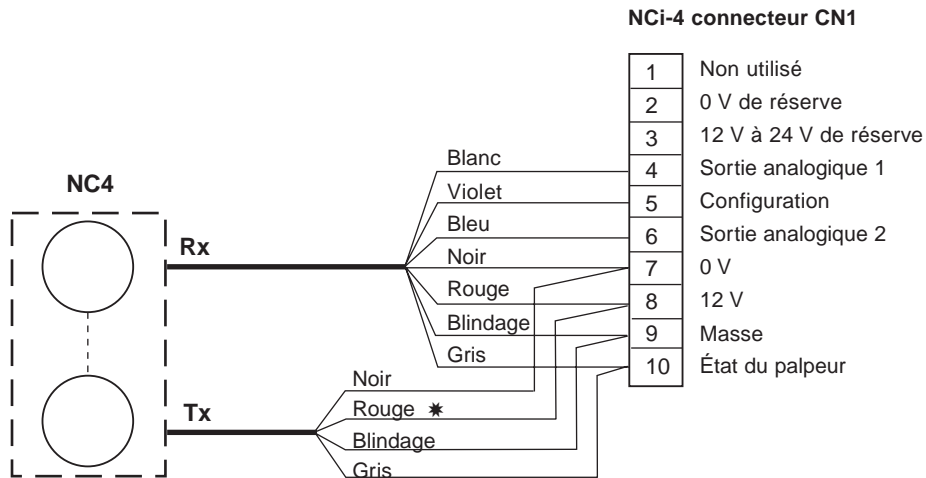 NCi-4 connecteur CN1
1 Non utilisé
2 0 V de réserve
3 12 V à 24 V de réserve
4 Sortie analogique 1
5 Configuration
6 Sortie analogique 2
7 0 V
8 12 V
9 Masse
10 État du palpeur
NC4
Rx
Blanc
Violet
Bleu
Noir
Rouge
Blindage
Gris
Tx
Noir
Rouge ✷
Blindage
Gris